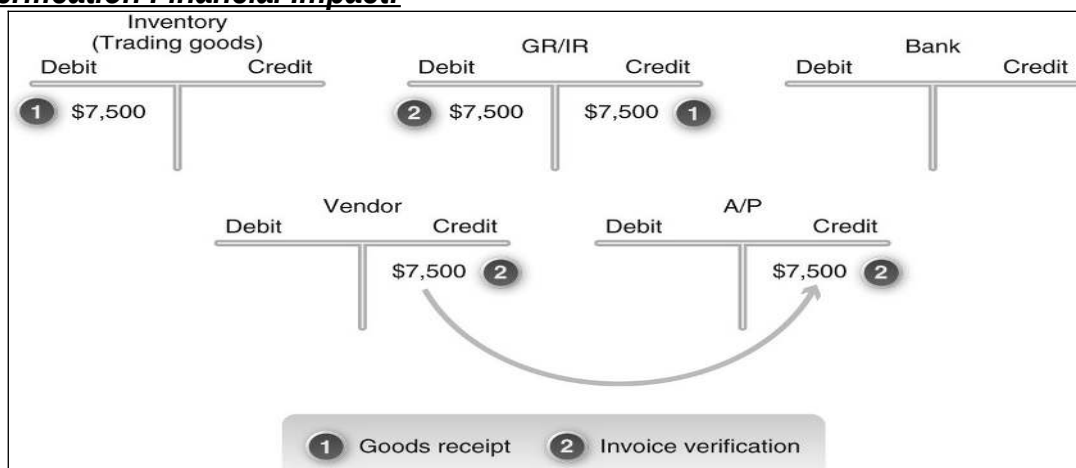 Financial Impact:
Inventory
(Trading goods)
Debit Credit
GR/IR
Debit Credit
Bank
Debit Credit
1 $7,500
2 $7,500 $7,500 1
Vendor
Debit Credit
A/P
Debit Credit
$7,500 2
$7,500 2
1 Goods receipt 2 Invoice verification